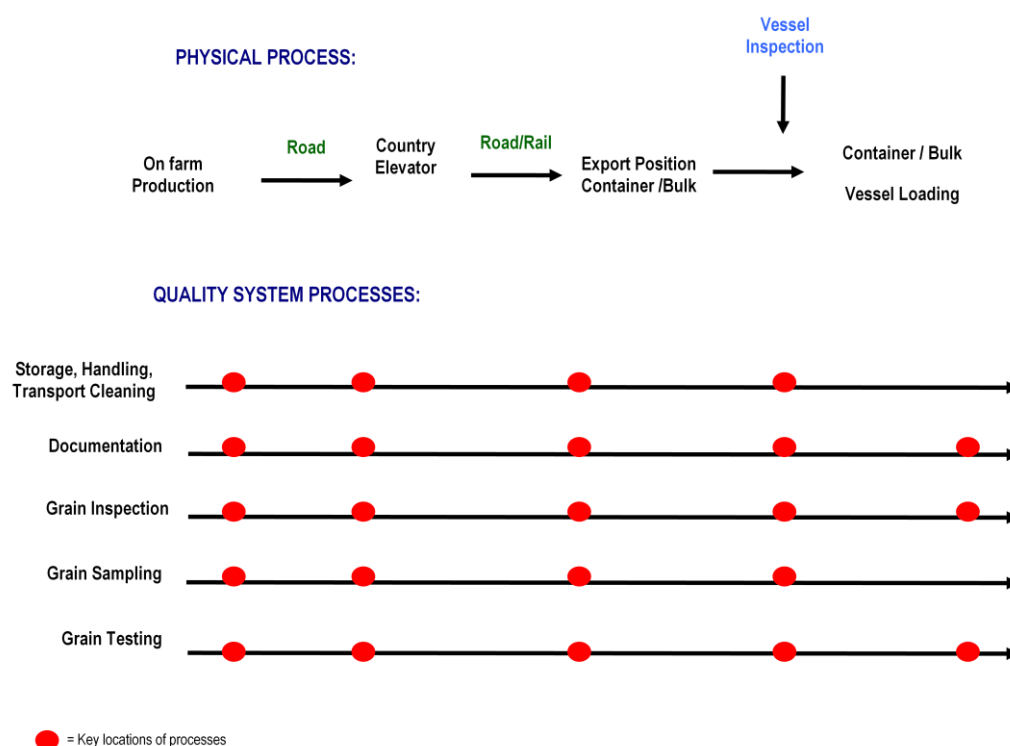 Vessel
Inspection
PHYSICAL PROCESS:
On farm
Production
Road
Country
Elevator
Road/Rail
Export Position
Container /Bulk
Container / Bulk
Vessel Loading
QUALITY SYSTEM PROCESSES:
Storage, Handling,
Transport Cleaning
Documentation
Grain Inspection
Grain Sampling
Grain Testing
= Key locations of processes